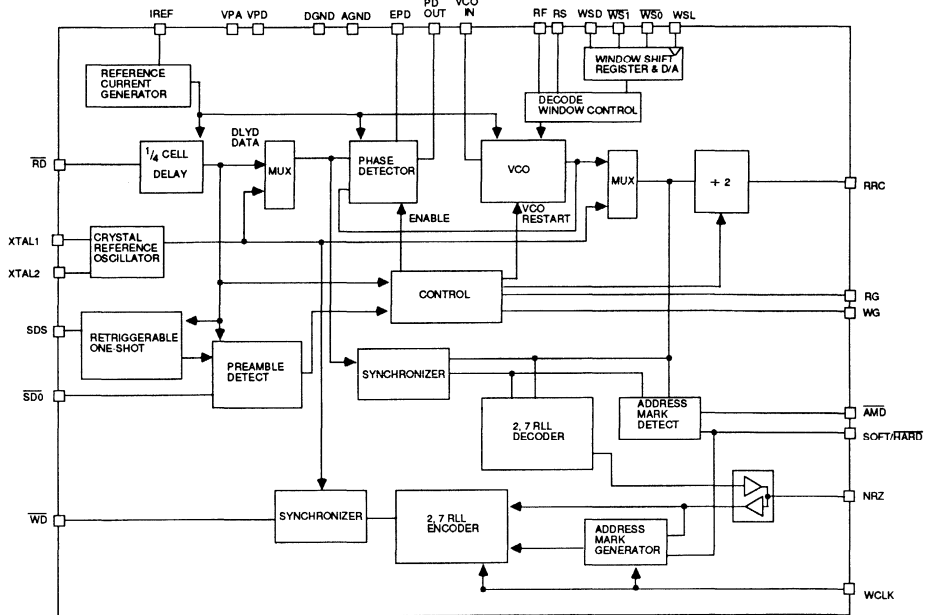 IREF
VPA
VPD
DGND
AGND
EPD
PD
OUT
VCO
IN
RF
RS
WSD
WS1
WS0
WSL
REFERENCE
CURRENT
GENERATOR
WINDOW SHIFT
REGISTER & D/A
DECODE
WINDOW CONTROL
RD
1/4 CELL
DELAY
DLYD
DATA
MUX
PHASE
DETECTOR
VCO
MUX
÷ 2
RRC
ENABLE
VCO
RESTART
XTAL1
XTAL2
CRYSTAL
REFERENCE
OSCILLATOR
CONTROL
RG
WG
SDS
RETRIGGERABLE
ONE-SHOT
PREAMBLE
DETECT
SYNCHRONIZER
SD0
2, 7 RLL
DECODER
ADDRESS
MARK
DETECT
AMD
SOFT/HARD
NRZ
WD
SYNCHRONIZER
2, 7 RLL
ENCODER
ADDRESS
MARK
GENERATOR
WCLK